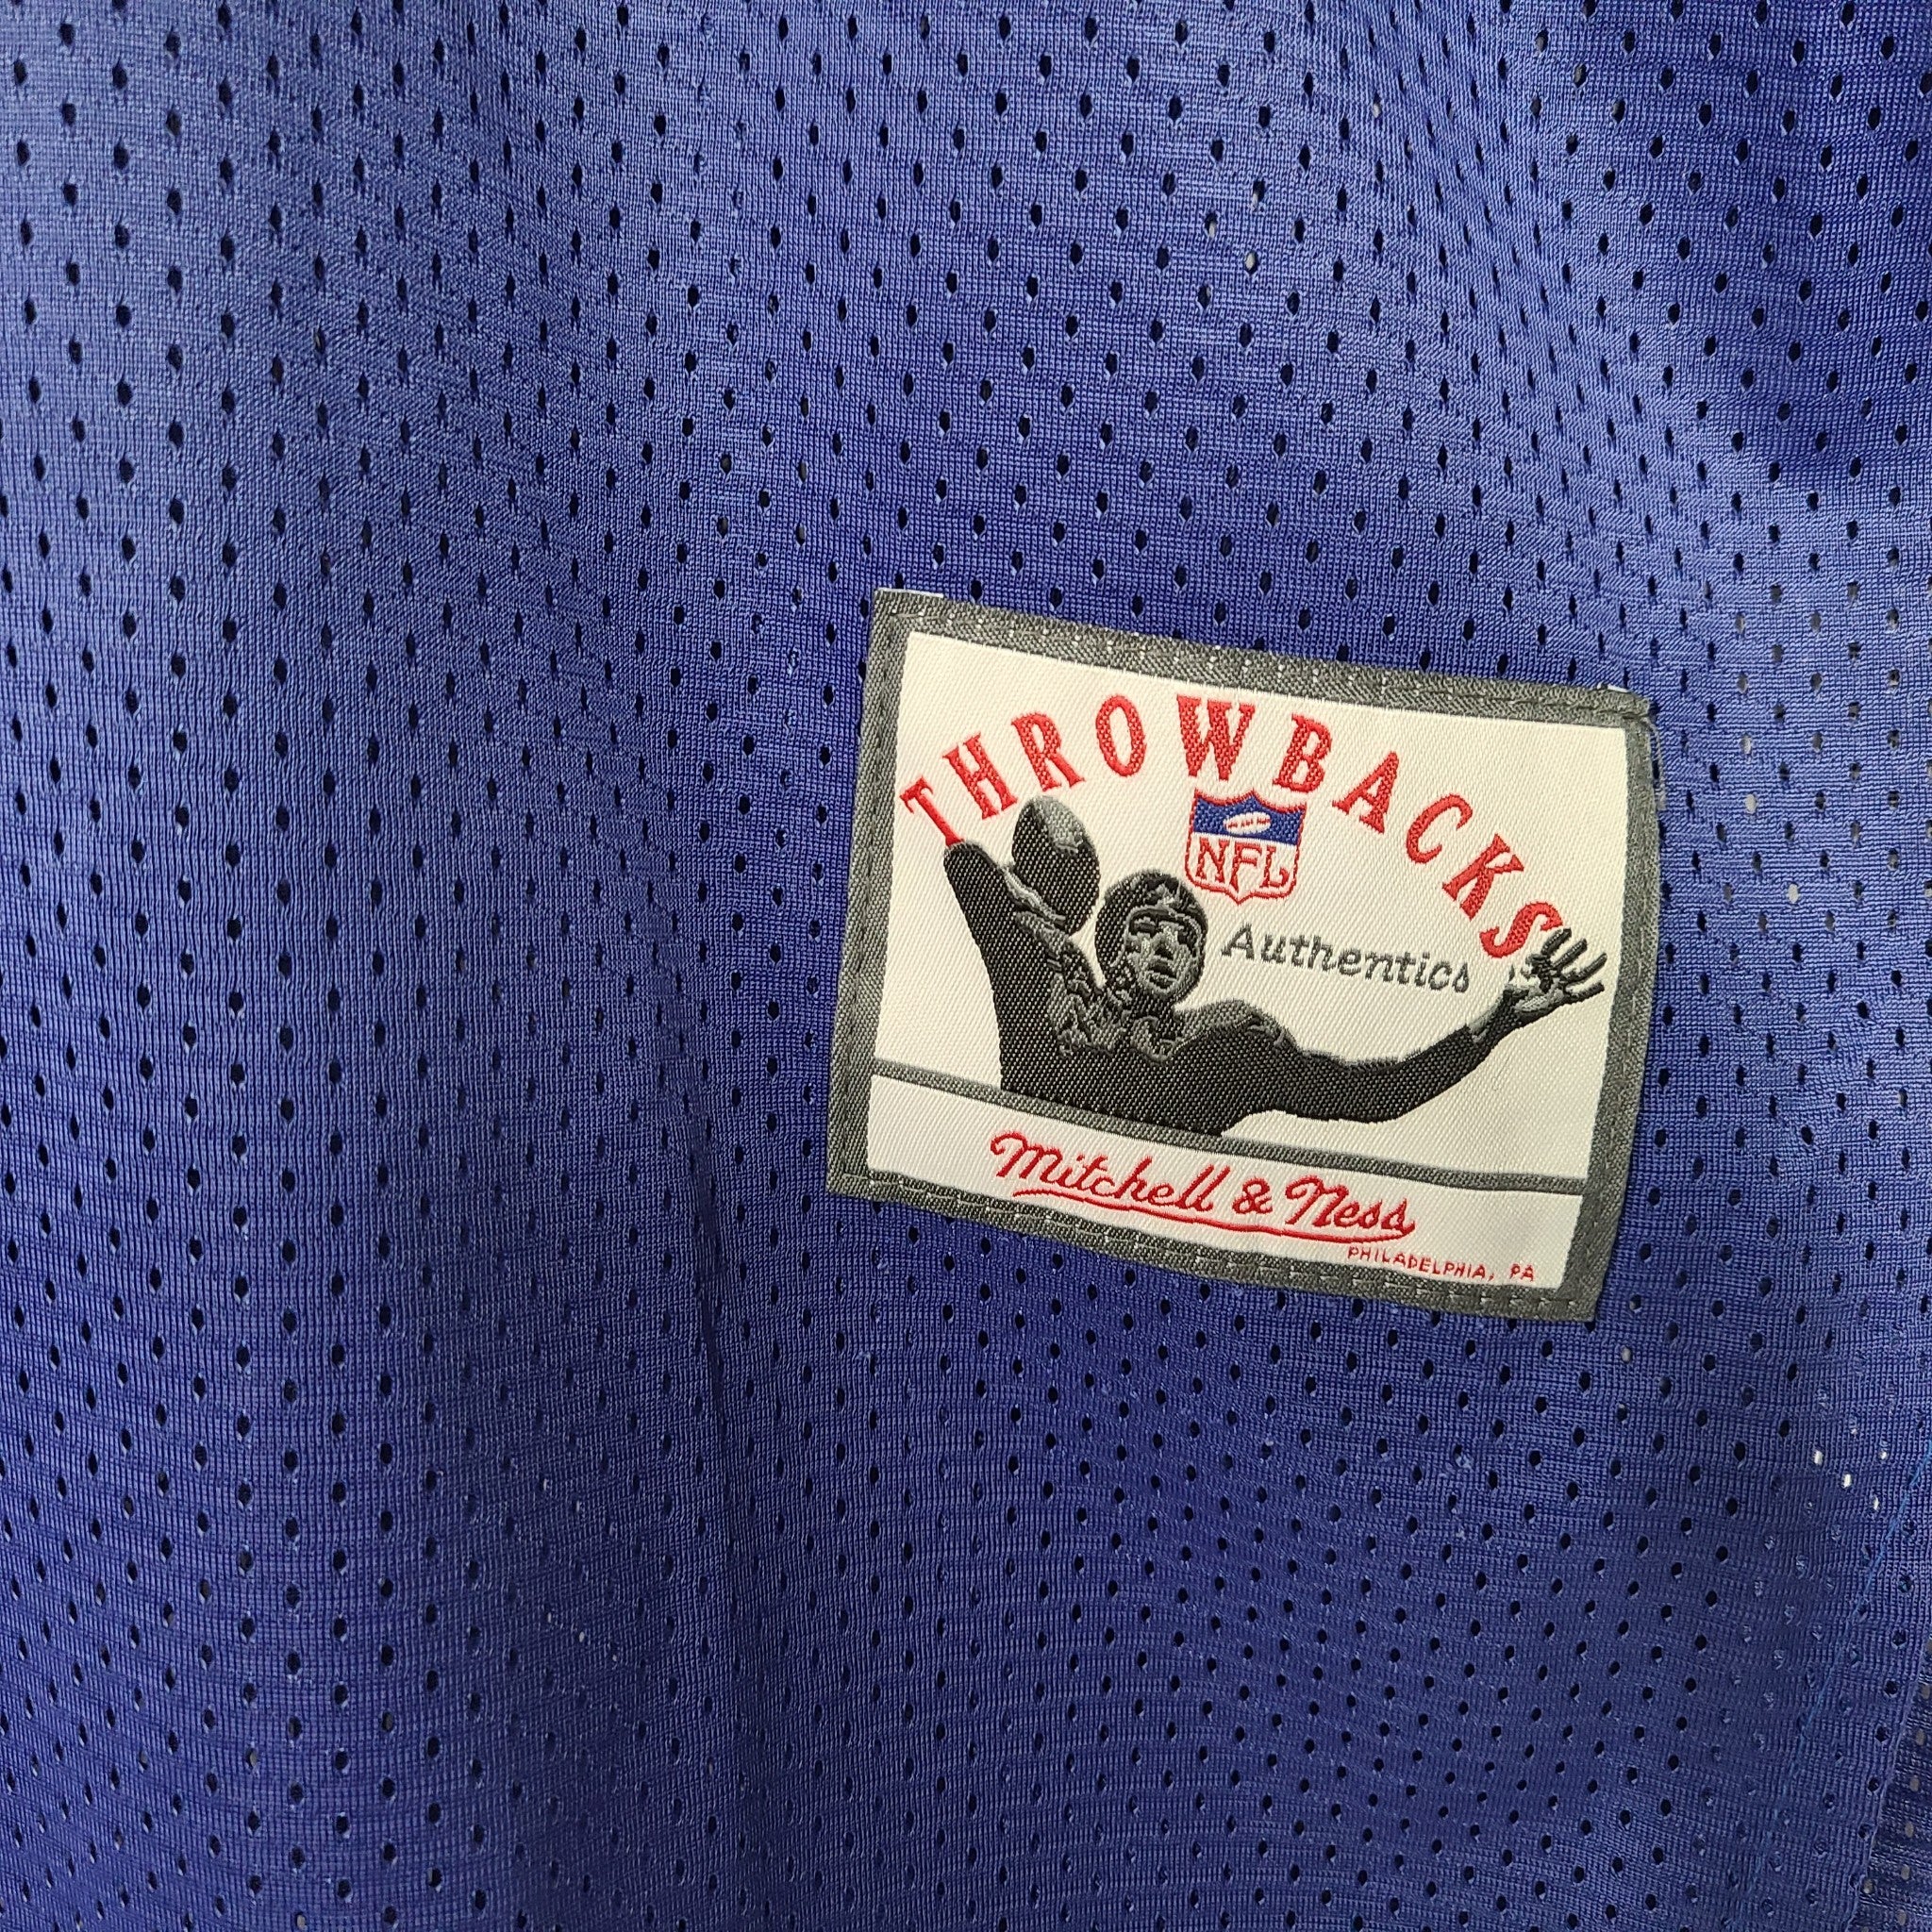 THROWBACKS
NFL
Authentics
Mitchell & Ness
PHILADELPHIA, PA